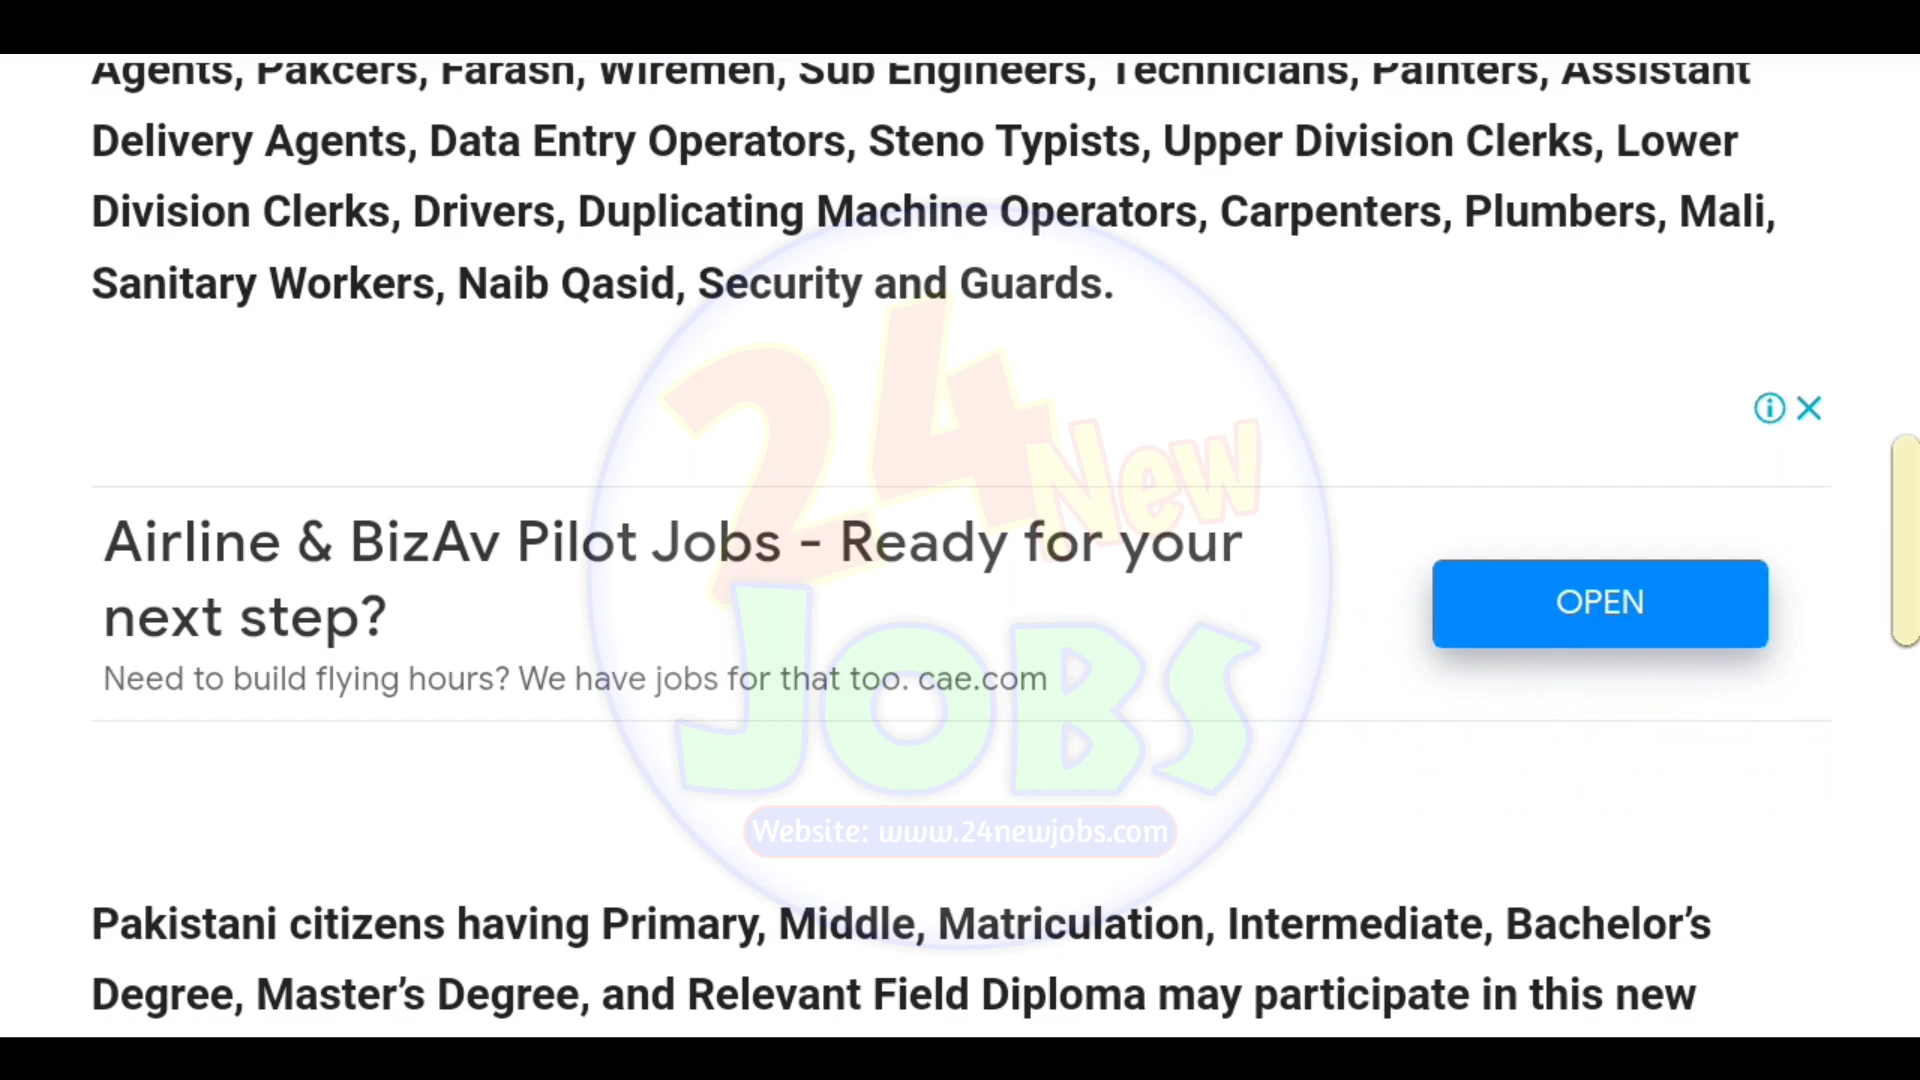 Agents, Pakcers, Farash, Wiremen, Sub Engineers, Technicians, Painters, Assistant
Delivery Agents, Data Entry Operators, Steno Typists, Upper Division Clerks, Lower
Division Clerks, Drivers, Duplicating Machine Operators, Carpenters, Plumbers, Mali,
Sanitary Workers, Naib Qasid, Security and Guards.
24 New
JOBS
Airline & BizAv Pilot Jobs - Ready for your
next step?
OPEN
Need to build flying hours? We have jobs for that too. cae.com
Website: www.24newjobs.com
Pakistani citizens having Primary, Middle, Matriculation, Intermediate, Bachelor’s
Degree, Master’s Degree, and Relevant Field Diploma may participate in this new